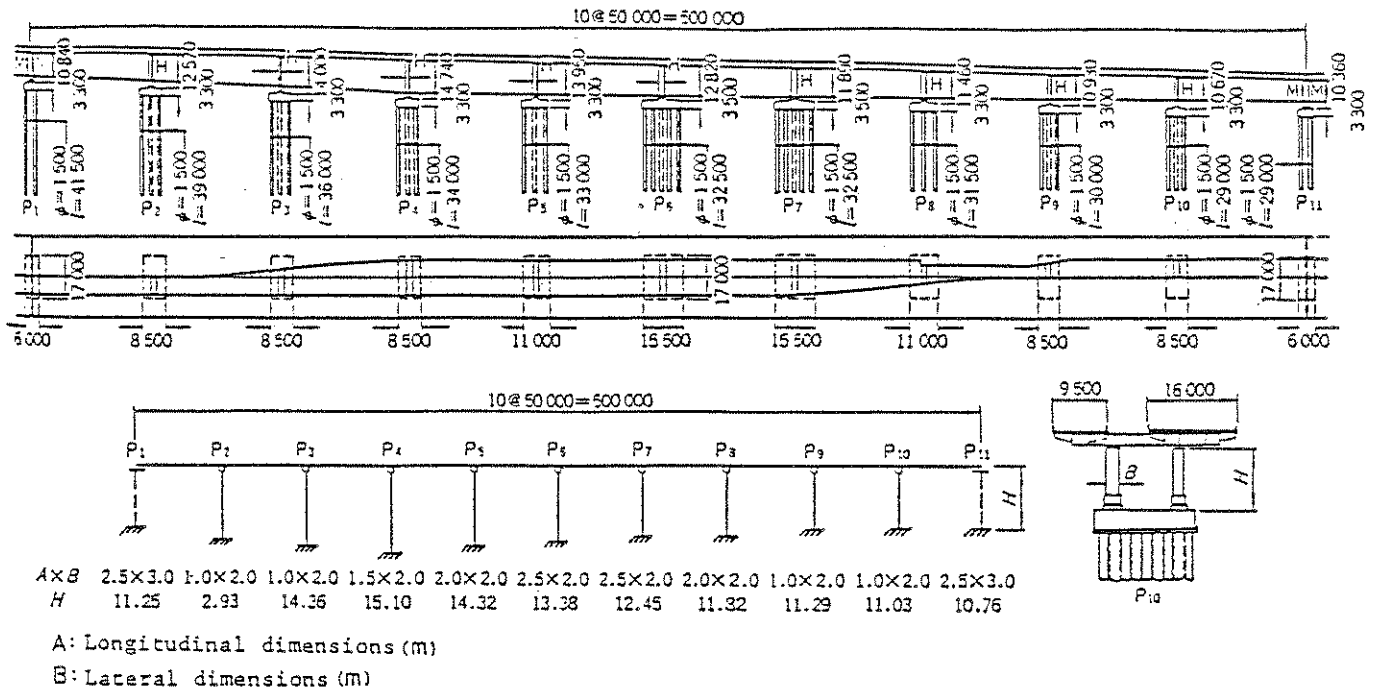 10@50 000=500 000
10 840 12 570 14 000 14 740 13 960 12 820 11 880 11 460 10 930 10 670 10 360
3 300 3 300 3 300 3 300 3 300 3 500 3 500 3 300 3 300 3 300 3 300
M H H H H H H H H M M
P1 P2 P3 P4 P5 P6 P7 P8 P9 P10 P11
ϕ=1 500 ϕ=1 500 ϕ=1 500 ϕ=1 500 ϕ=1 500 ϕ=1 500 ϕ=1 500 ϕ=1 500 ϕ=1 500 ϕ=1 500 ϕ=1 500
l=41 500 l=39 000 l=36 000 l=34 000 l=33 000 l=32 500 l=32 500 l=31 500 l=30 000 l=29 000 l=29 000
17 000 17 000 17 000
6 000 8 500 8 500 8 500 11 000 15 500 15 500 11 000 8 500 8 500 6 000
10@50 000=500 000
P1 P2 P3 P4 P5 P6 P7 P8 P9 P10 P11
H
A×B 2.5×3.0 1.0×2.0 1.0×2.0 1.5×2.0 2.0×2.0 2.5×2.0 2.5×2.0 2.0×2.0 1.0×2.0 1.0×2.0 2.5×3.0
H 11.25 2.93 14.36 15.10 14.32 13.38 12.45 11.32 11.29 11.03 10.76
9 500 16 000
B
H
P10
A: Longitudinal dimensions (m)
B: Lateral dimensions (m)